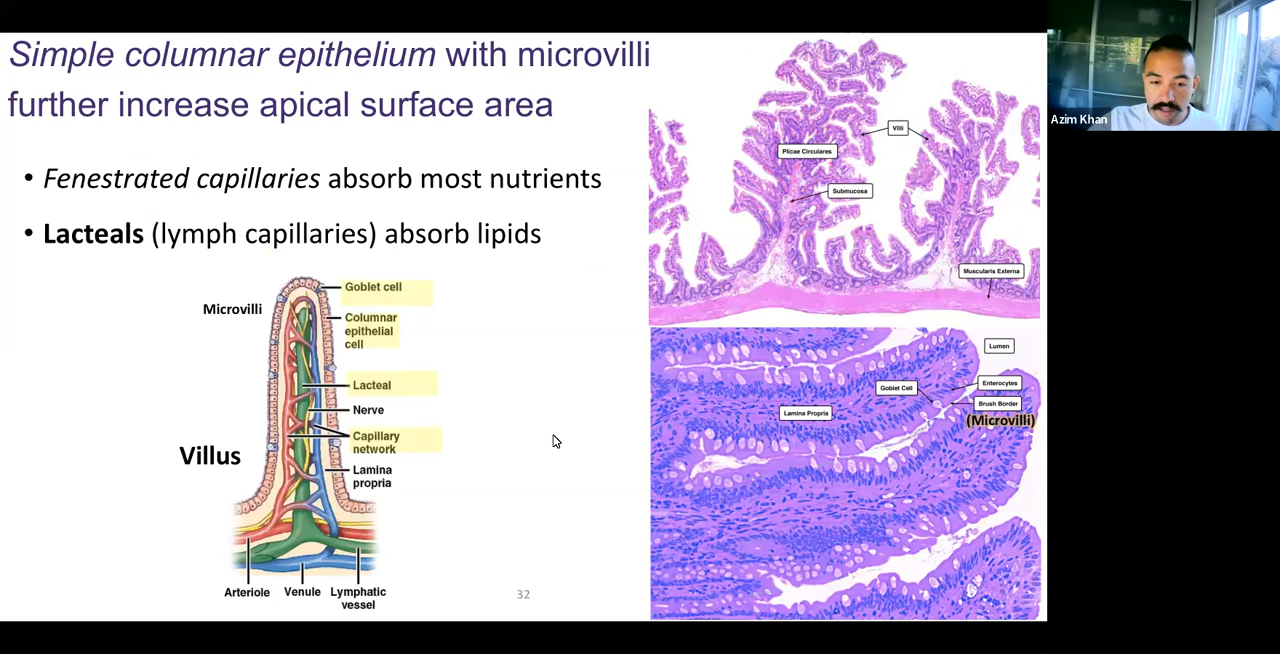 Simple columnar epithelium with microvilli
further increase apical surface area
• Fenestrated capillaries absorb most nutrients
• Lacteals (lymph capillaries) absorb lipids
Goblet cell
Microvilli
Columnar
epithelial
cell
Lacteal
Nerve
Capillary
network
Villus
Lamina
propria
Arteriole
Venule
Lymphatic
vessel
32
Villi
Plicae Circulares
Submucosa
Muscularis Externa
Lumen
Enterocytes
Goblet Cell
Brush Border
(Microvilli)
Lamina Propria
Azim Khan